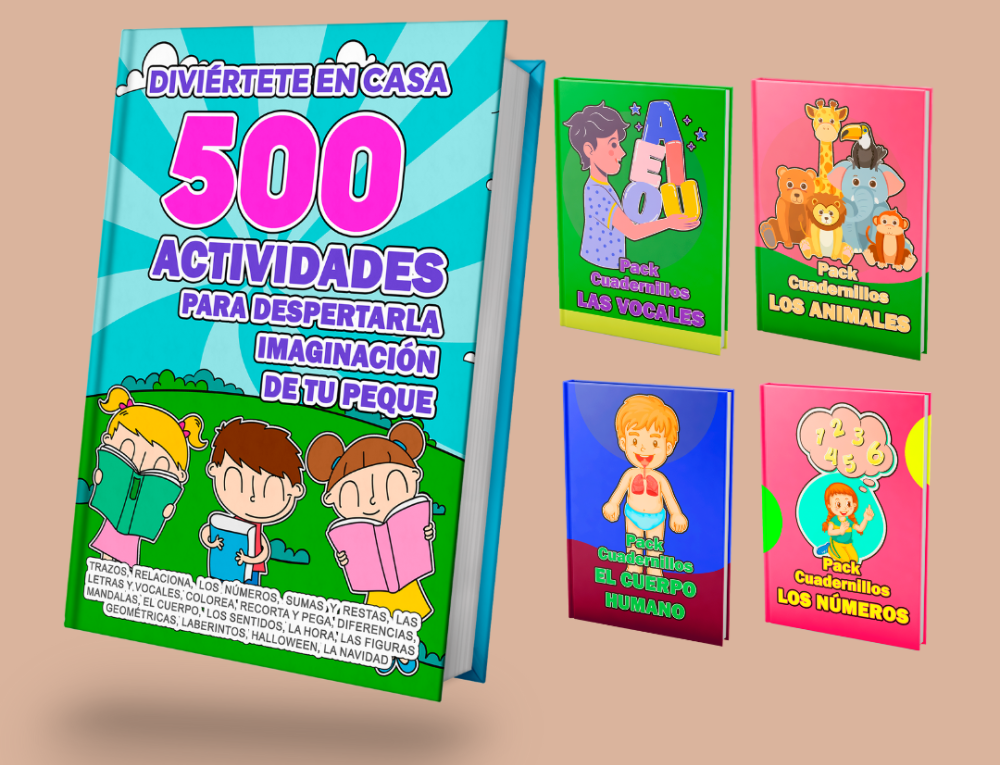 DIVIÉRTETE EN CASA
500
ACTIVIDADES
PARA DESPERTARLA
IMAGINACIÓN
DE TU PEQUE
TRAZOS, RELACIONA, LOS NÚMEROS, SUMAS Y RESTAS, LAS
LETRAS Y VOCALES, COLOREA, RECORTA Y PEGA, DIFERENCIAS,
MANDALAS, EL CUERPO, LOS SENTIDOS, LA HORA, LAS FIGURAS
GEOMÉTRICAS, LABERINTOS, HALLOWEEN, LA NAVIDAD
A
E I
O U
Pack
Cuadernillos
LAS VOCALES
Pack
Cuadernillos
LOS ANIMALES
Pack
Cuadernillos
EL CUERPO
HUMANO
1 2 3
4 5 6
Pack
Cuadernillos
LOS NÚMEROS